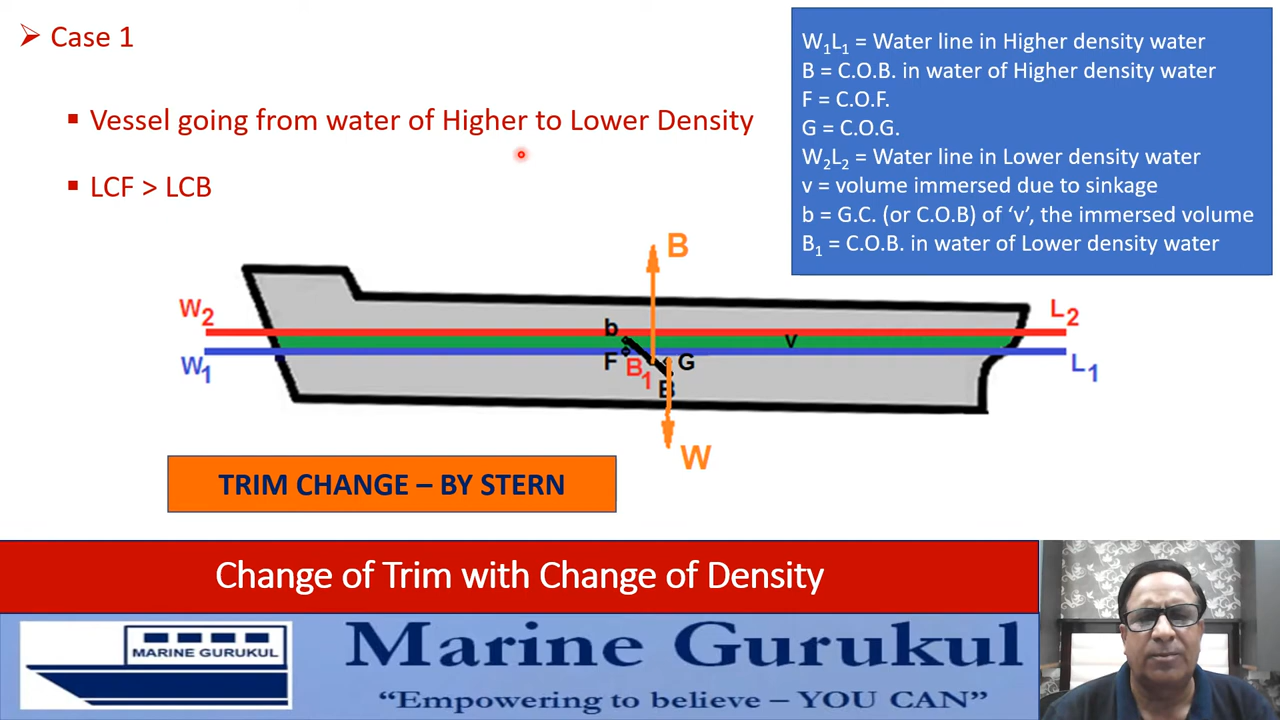 Case 1
Vessel going from water of Higher to Lower Density
LCF > LCB
W₁L₁ = Water line in Higher density water
B = C.O.B. in water of Higher density water
F = C.O.F.
G = C.O.G.
W₂L₂ = Water line in Lower density water
v = volume immersed due to sinkage
b = G.C. (or C.O.B) of ‘v’, the immersed volume
B₁ = C.O.B. in water of Lower density water
B
W₂
L₂
b
v
W₁
F
B₁
G
L₁
B
W
TRIM CHANGE – BY STERN
Change of Trim with Change of Density
MARINE GURUKUL
Marine Gurukul
“Empowering to believe – YOU CAN”